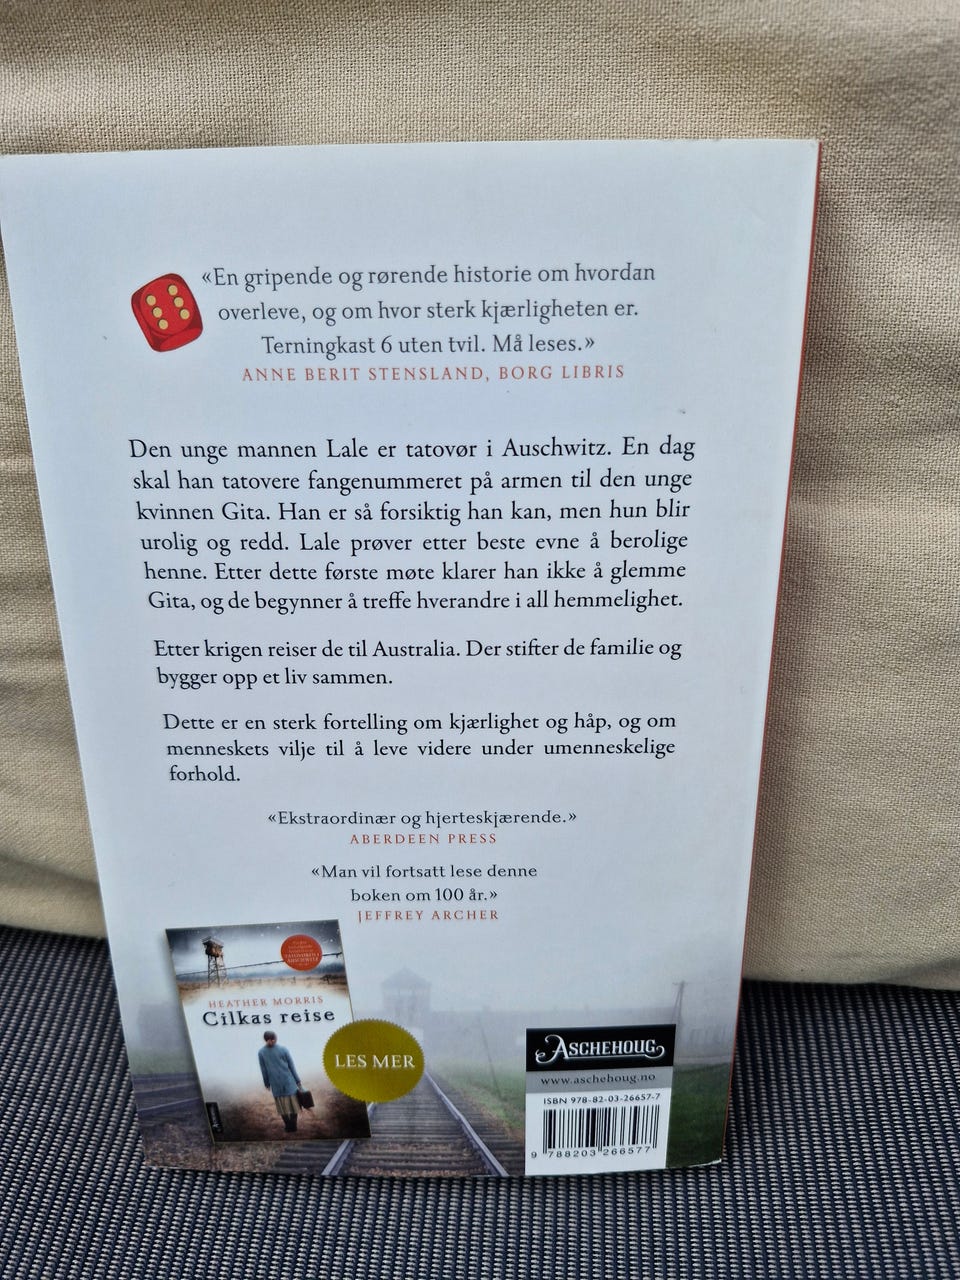 «En gripende og rørende historie om hvordan
overleve, og om hvor sterk kjærligheten er.
Terningkast 6 uten tvil. Må leses.»
ANNE BERIT STENSLAND, BORG LIBRIS
Den unge mannen Lale er tatovør i Auschwitz. En dag
skal han tatovere fangenummeret på armen til den unge
kvinnen Gita. Han er så forsiktig han kan, men hun blir
urolig og redd. Lale prøver etter beste evne å berolige
henne. Etter dette første møte klarer han ikke å glemme
Gita, og de begynner å treffe hverandre i all hemmelighet.
Etter krigen reiser de til Australia. Der stifter de familie og
bygger opp et liv sammen.
Dette er en sterk fortelling om kjærlighet og håp, og om
menneskets vilje til å leve videre under umenneskelige
forhold.
«Ekstraordinær og hjerteskjærende.»
ABERDEEN PRESS
«Man vil fortsatt lese denne
boken om 100 år.»
JEFFREY ARCHER
TATOVØREN I
AUSCHWITZ
HEATHER MORRIS
Cilkas reise
LES MER
ASCHEHOUG
www.aschehoug.no
ISBN 978-82-03-26657-7
9 788203 266577